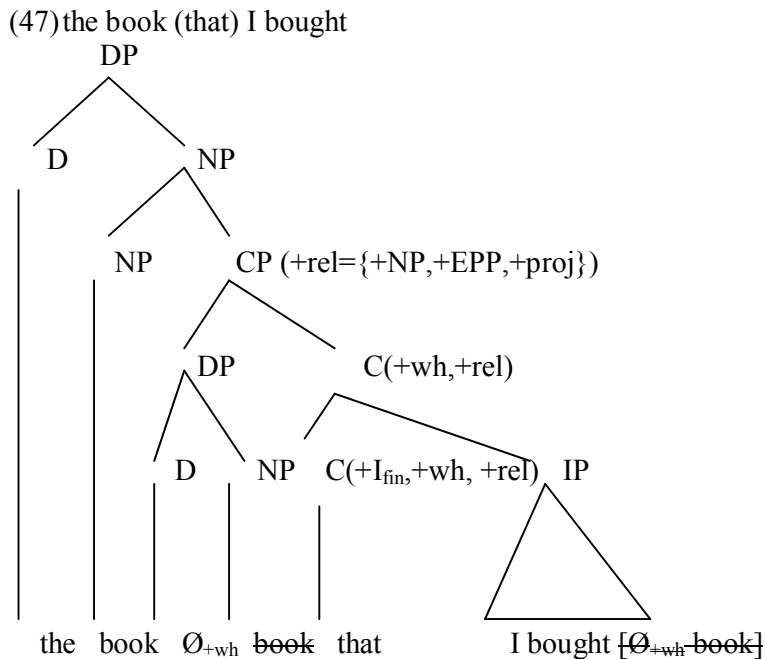 (47) the book (that) I bought
DP
D NP
NP CP (+rel={+NP,+EPP,+proj})
DP C(+wh,+rel)
D NP C(+Ifin,+wh, +rel) IP
the book Ø+wh book that I bought [Ø+wh book]